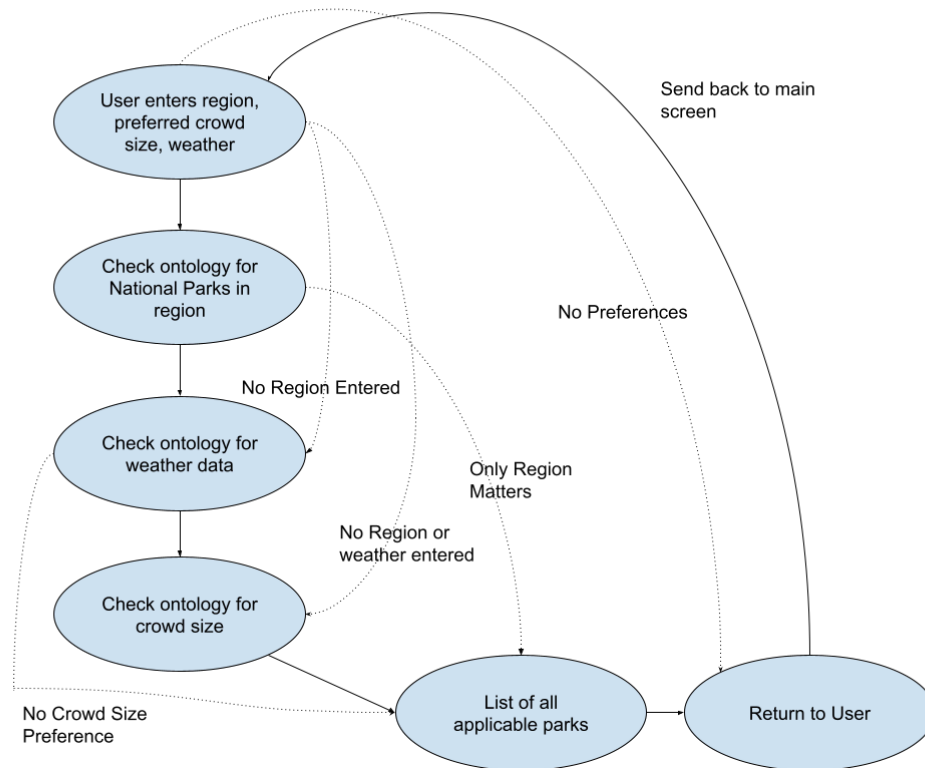 User enters region,
preferred crowd
size, weather
Send back to main
screen
Check ontology for
National Parks in
region
No Preferences
No Region Entered
Check ontology for
weather data
Only Region
Matters
No Region or
weather entered
Check ontology for
crowd size
List of all
applicable parks
Return to User
No Crowd Size
Preference